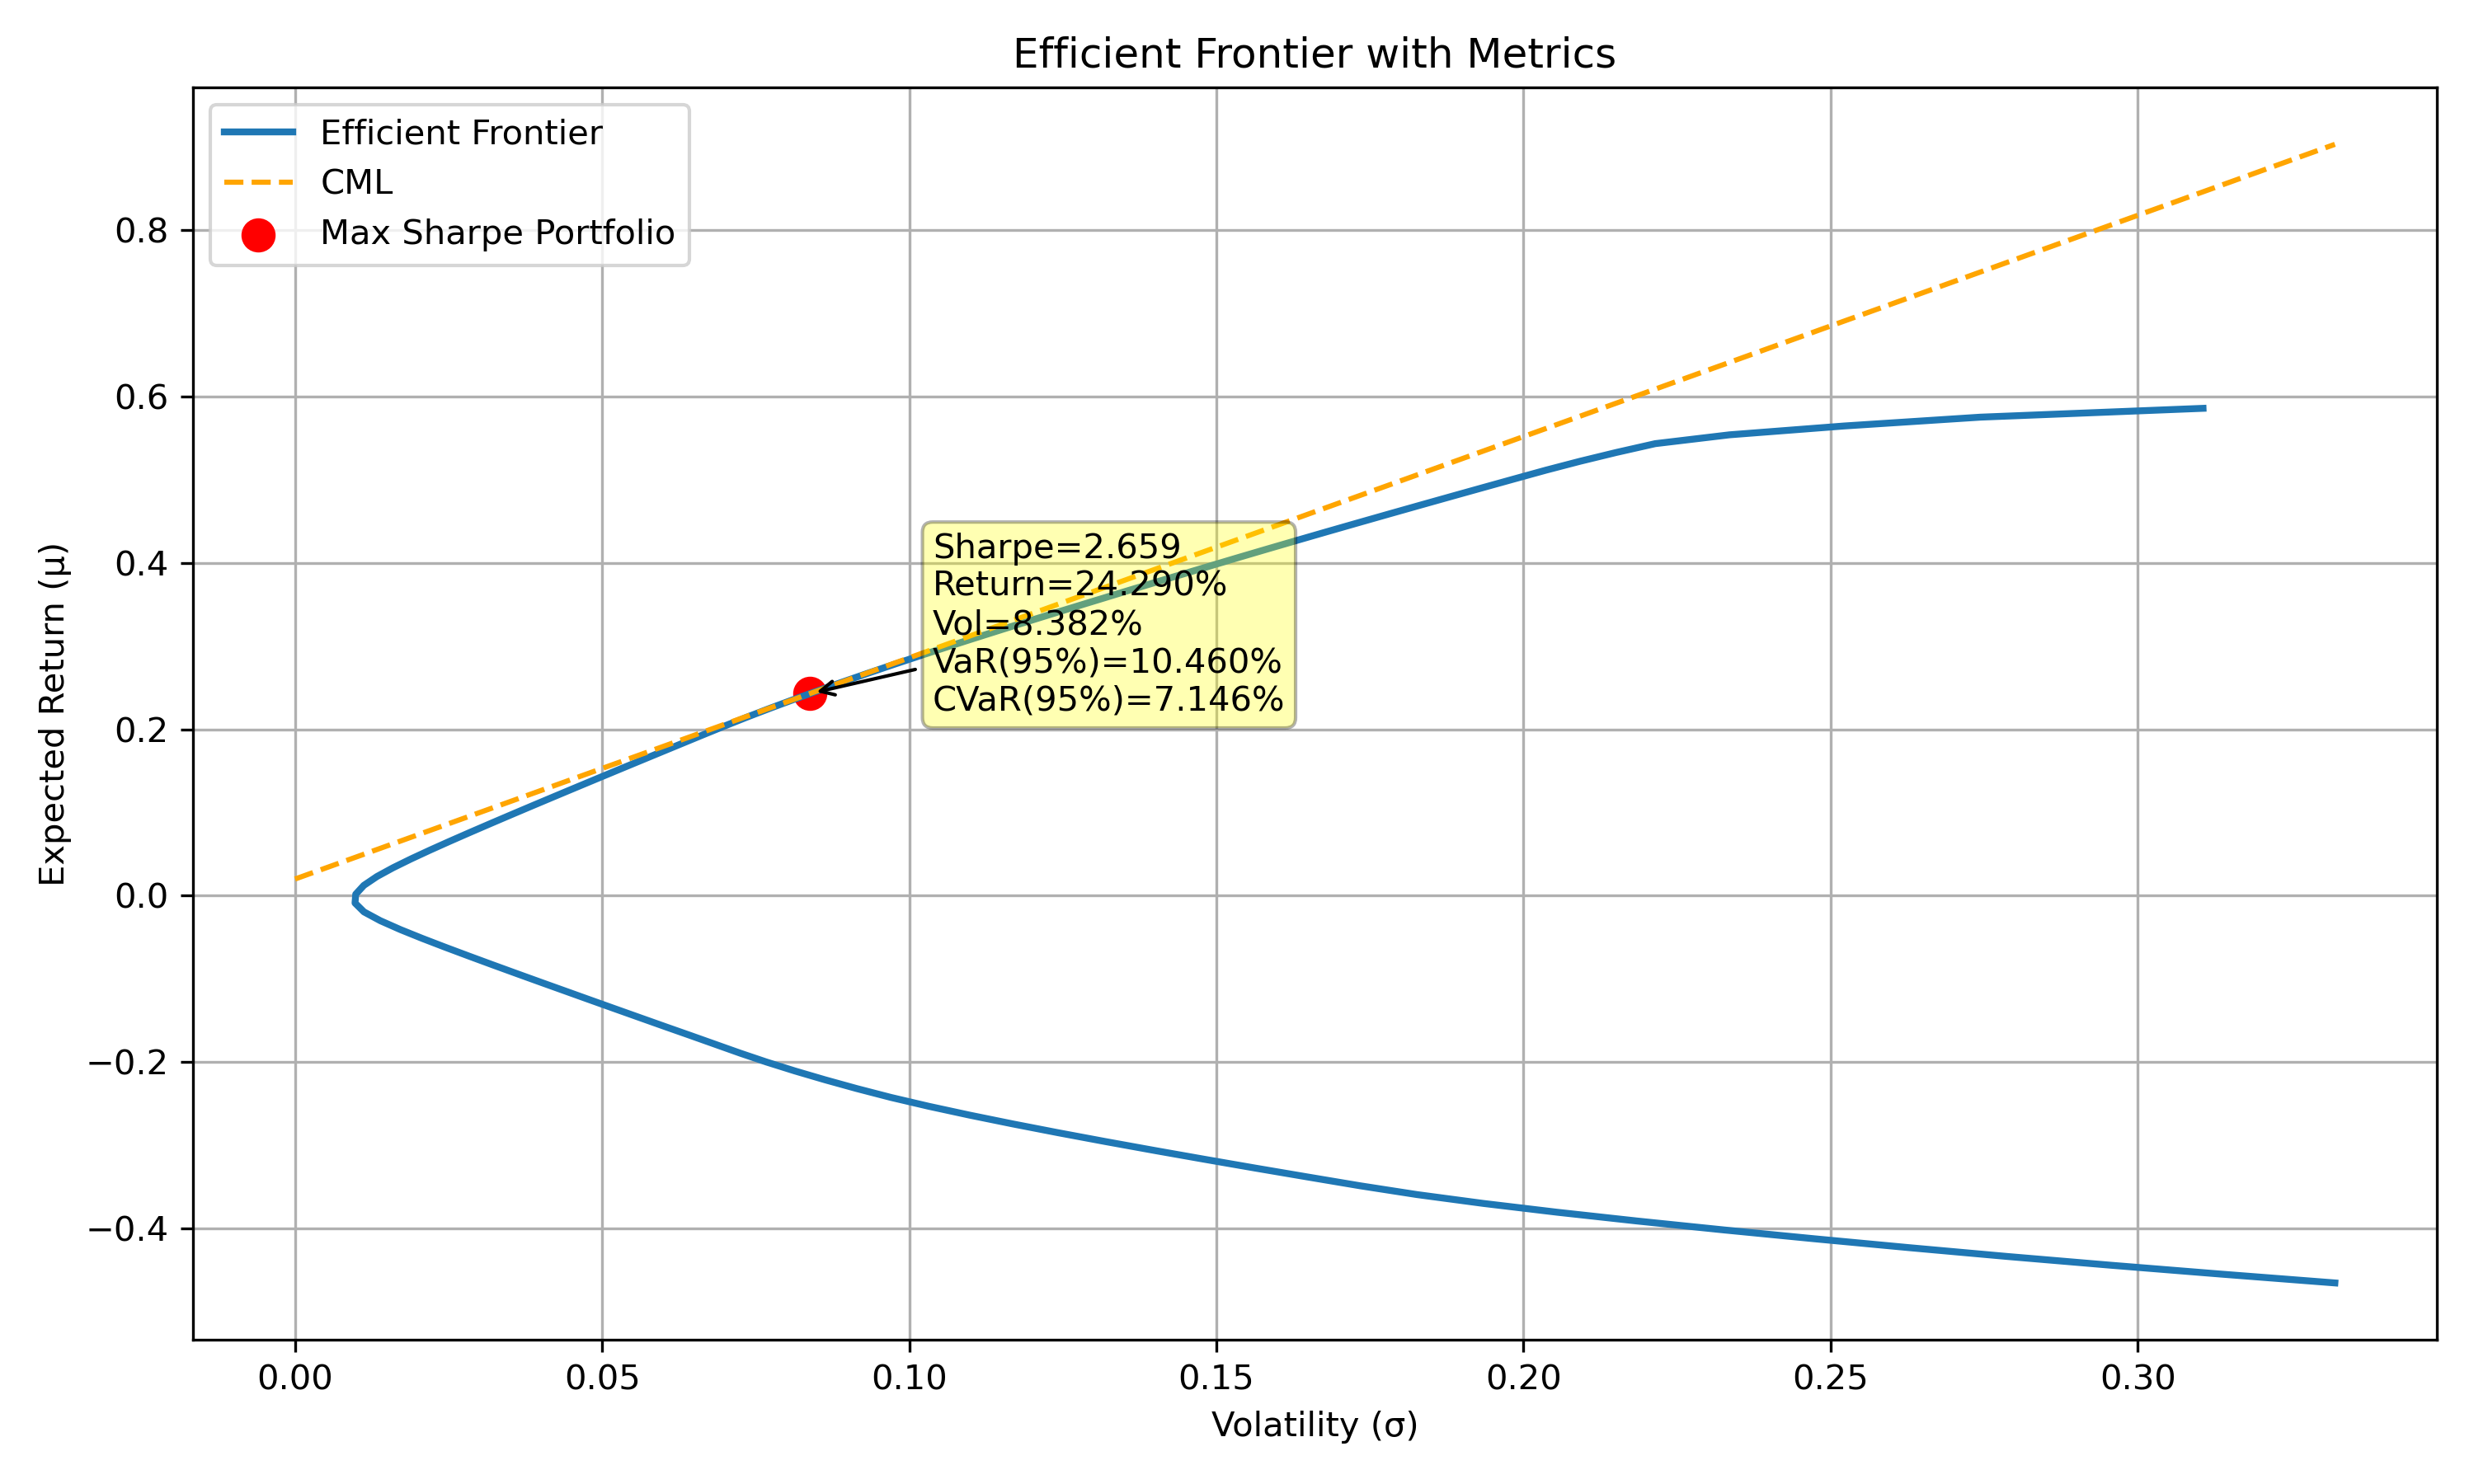 Efficient Frontier with Metrics
Efficient Frontier
CML
Max Sharpe Portfolio
Expected Return (μ)
0.8
0.6
0.4
0.2
0.0
−0.2
−0.4
Sharpe=2.659
Return=24.290%
Vol=8.382%
VaR(95%)=10.460%
CVaR(95%)=7.146%
0.00 0.05 0.10 0.15 0.20 0.25 0.30
Volatility (σ)